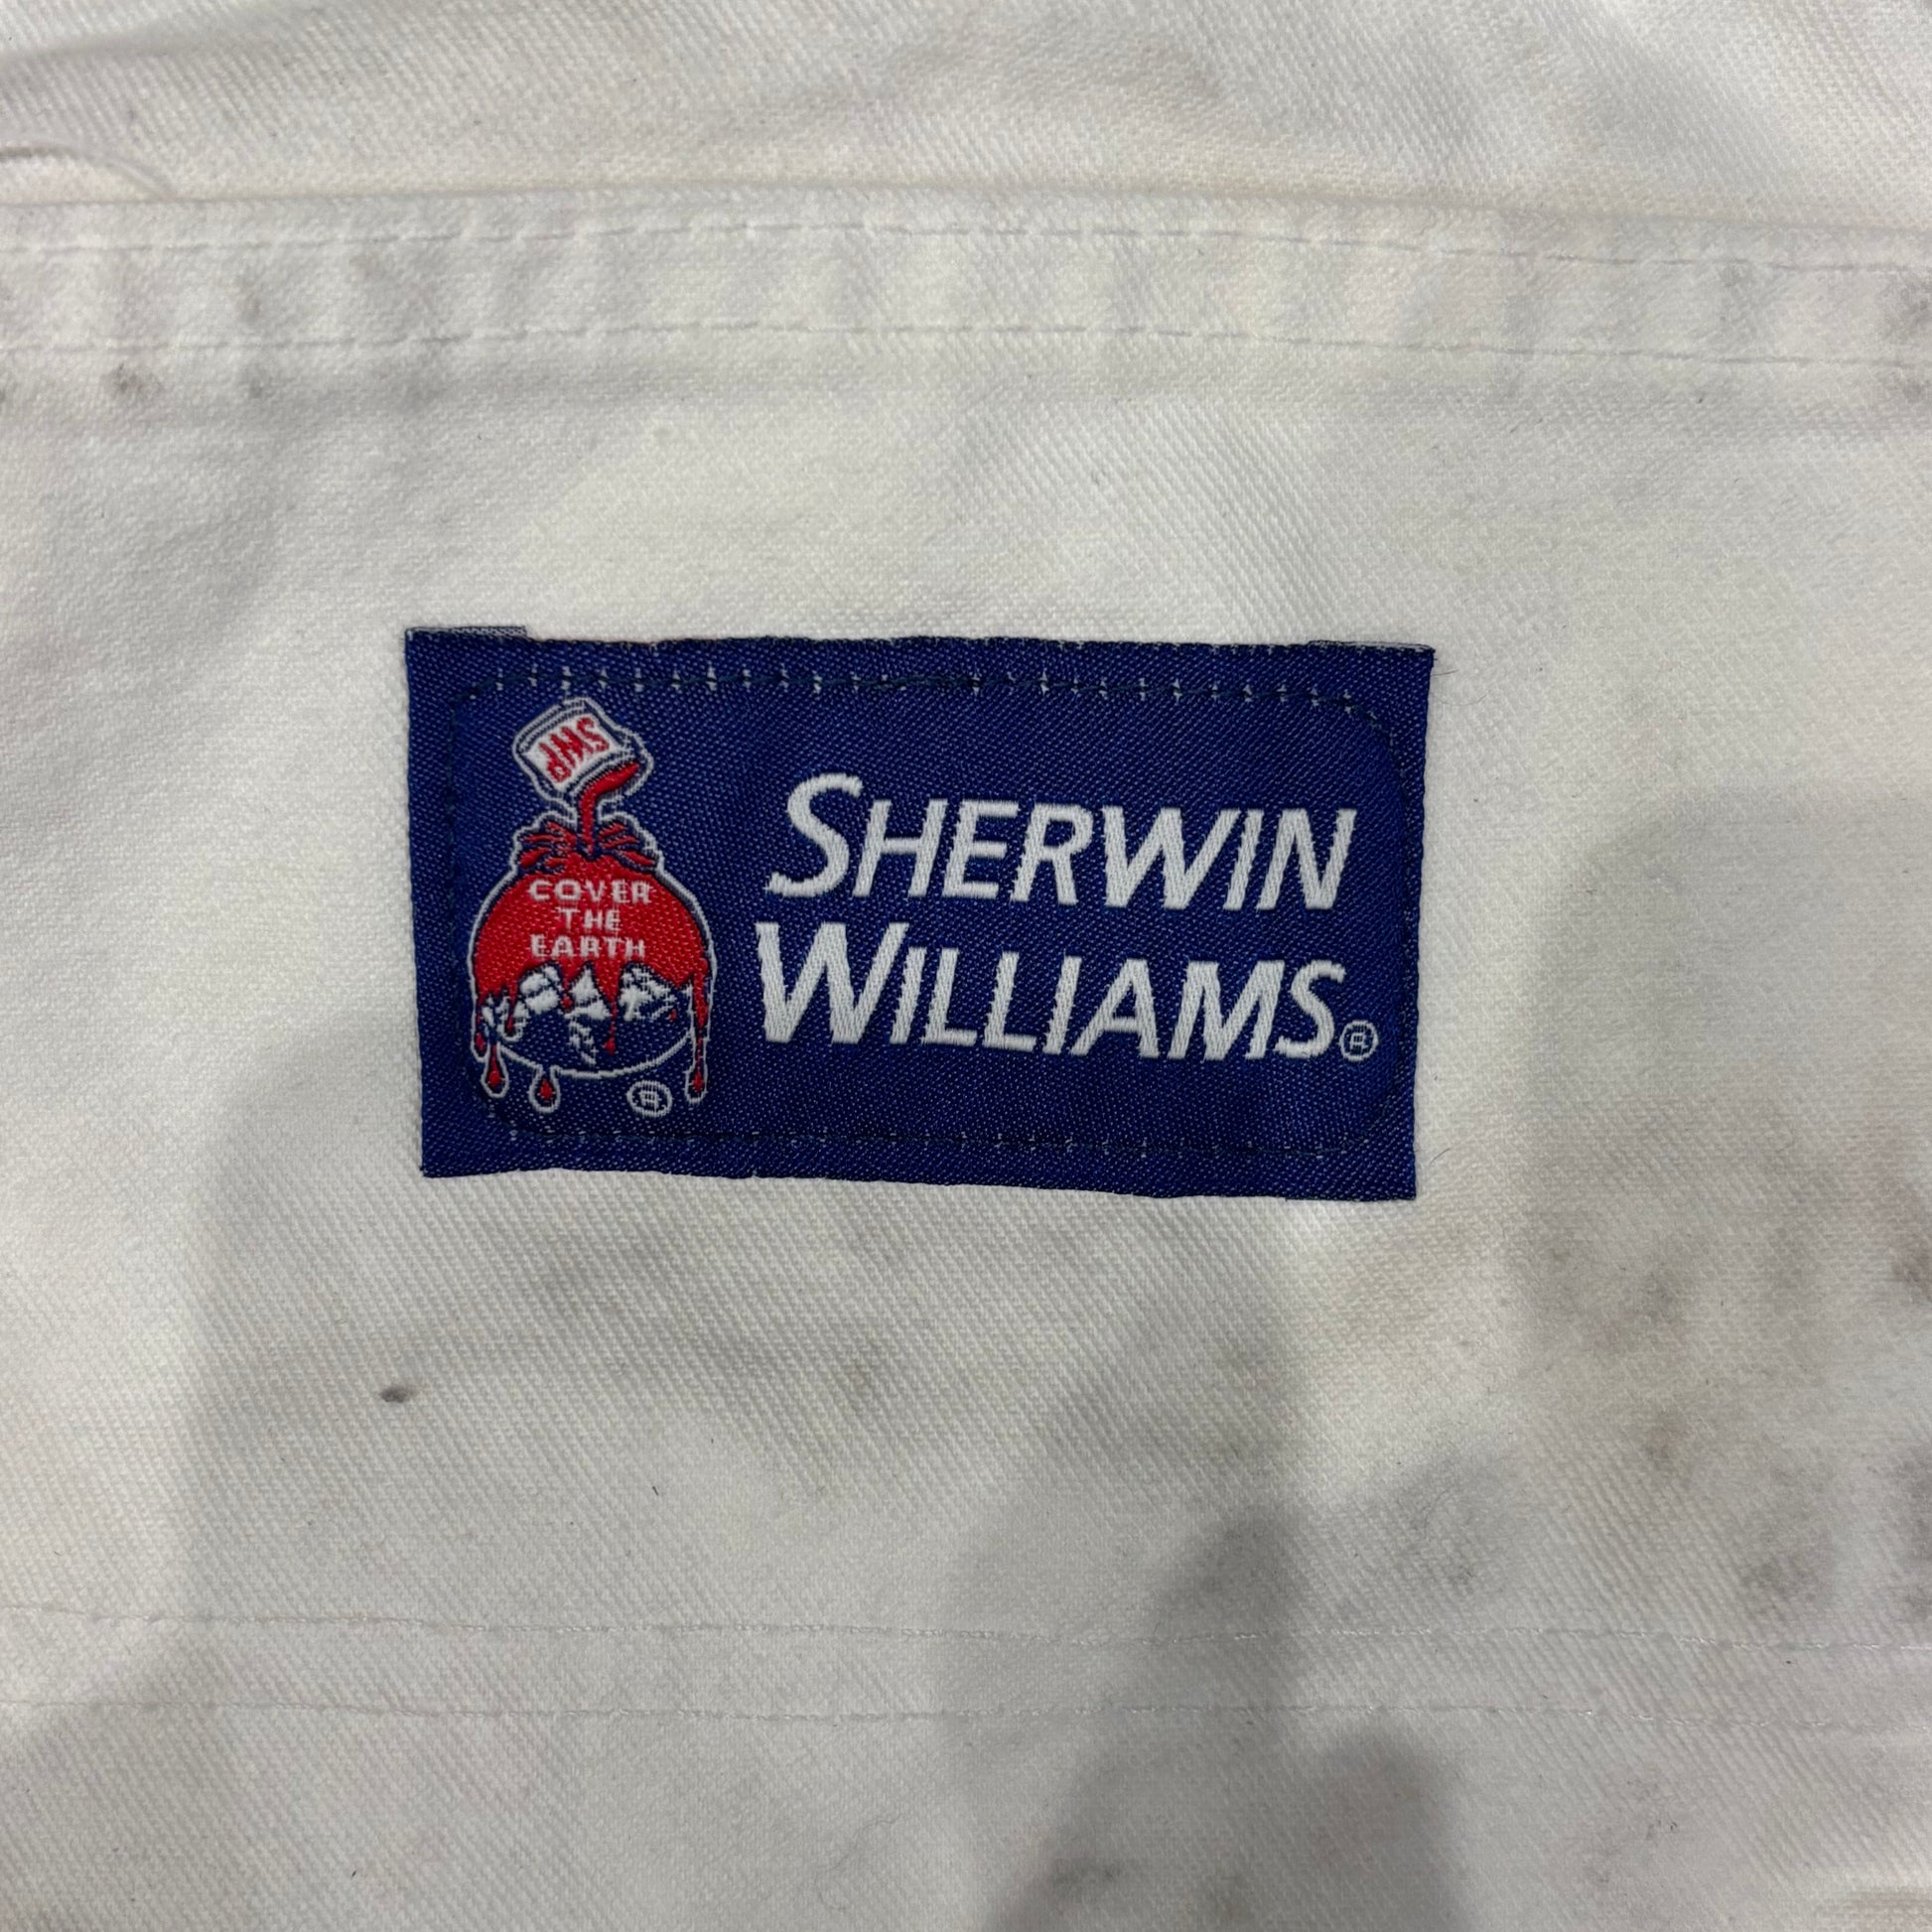 SWP
COVER
THE
EARTH
®
SHERWIN
WILLIAMS®